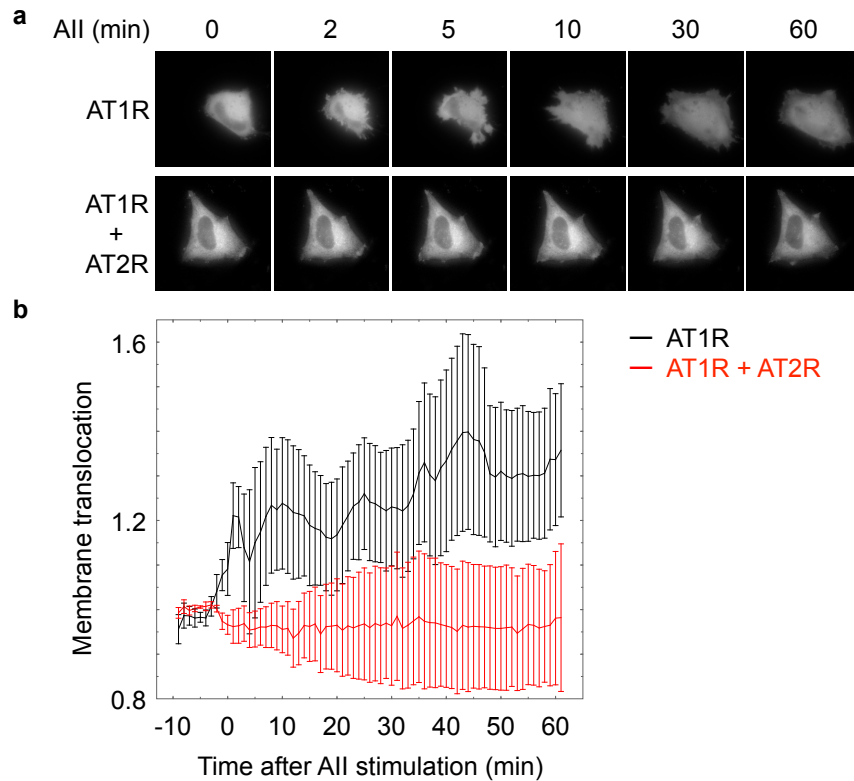 a
AII (min) 0 2 5 10 30 60
AT1R
AT1R
+
AT2R
b
Membrane translocation
1.6
1.2
0.8
-10 0 10 20 30 40 50 60
Time after AII stimulation (min)
AT1R
AT1R + AT2R